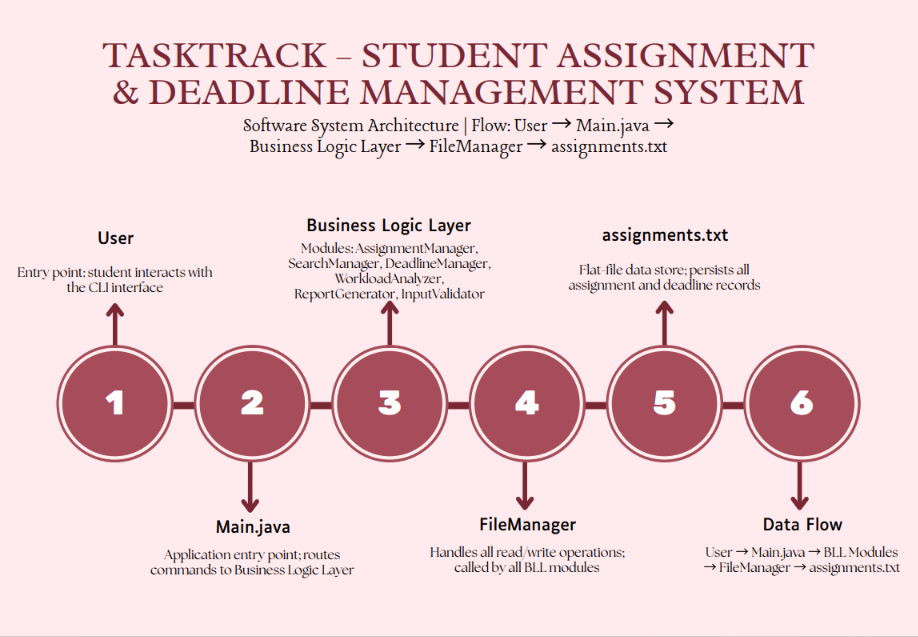 TASKTRACK – STUDENT ASSIGNMENT
& DEADLINE MANAGEMENT SYSTEM
Software System Architecture | Flow: User → Main.java →
Business Logic Layer → FileManager → assignments.txt
User
Entry point: student interacts with
the CLI interface
Business Logic Layer
Modules: AssignmentManager,
SearchManager, DeadlineManager,
WorkloadAnalyzer,
ReportGenerator, InputValidator
assignments.txt
Flat-file data store; persists all
assignment and deadline records
1
2
3
4
5
6
Main.java
Application entry point; routes
commands to Business Logic Layer
FileManager
Handles all read/write operations;
called by all BLL modules
Data Flow
User → Main.java → BLL Modules
→ FileManager → assignments.txt